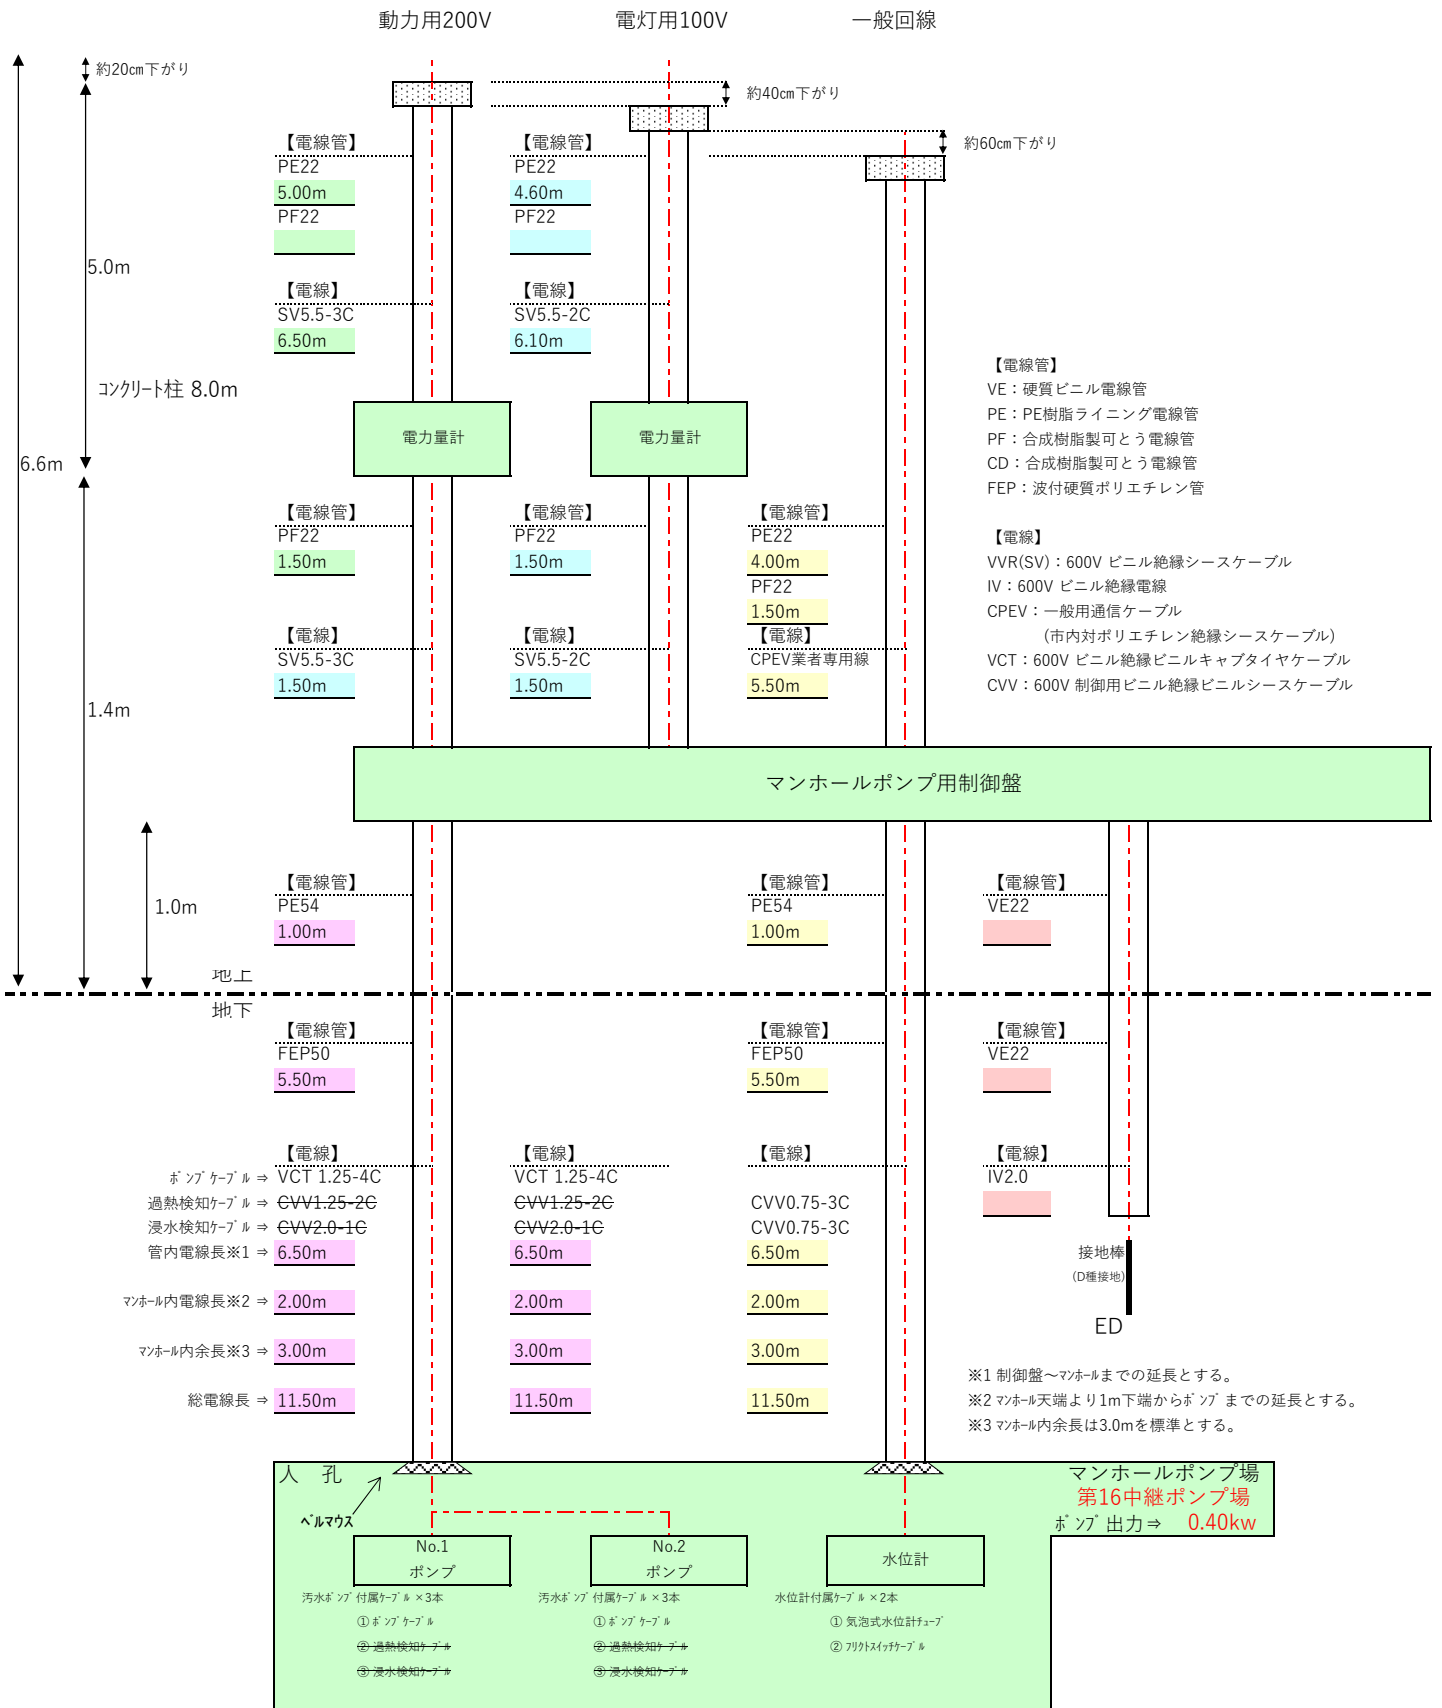 動力用200V
電灯用100V
一般回線
約20㎝下がり
約40㎝下がり
約60㎝下がり
【電線管】
PE22
5.00m
PF22
【電線管】
PE22
4.60m
PF22
5.0m
【電線】
SV5.5-3C
6.50m
【電線】
SV5.5-2C
6.10m
ｺﾝｸﾘｰﾄ柱 8.0m
6.6m
電力量計
電力量計
【電線管】
VE：硬質ビニル電線管
PE：PE樹脂ライニング電線管
PF：合成樹脂製可とう電線管
CD：合成樹脂製可とう電線管
FEP：波付硬質ポリエチレン管
【電線】
VVR(SV)：600V ビニル絶縁シースケーブル
IV：600V ビニル絶縁電線
CPEV：一般用通信ケーブル
（市内対ポリエチレン絶縁シースケーブル）
VCT：600V ビニル絶縁ビニルキャブタイヤケーブル
CVV：600V 制御用ビニル絶縁ビニルシースケーブル
【電線管】
PF22
1.50m
【電線管】
PF22
1.50m
【電線管】
PE22
4.00m
PF22
1.50m
【電線】
SV5.5-3C
1.50m
【電線】
SV5.5-2C
1.50m
【電線】
CPEV業者専用線
5.50m
1.4m
マンホールポンプ用制御盤
1.0m
【電線管】
PE54
1.00m
【電線管】
PE54
1.00m
【電線管】
VE22
地上
地下
【電線管】
FEP50
5.50m
【電線管】
FEP50
5.50m
【電線管】
VE22
【電線】
【電線】
【電線】
【電線】
ﾎﾟﾝﾌﾟｹｰﾌﾞﾙ ⇒ VCT 1.25-4C
VCT 1.25-4C
IV2.0
過熱検知ｹｰﾌﾞﾙ ⇒ CVV1.25-2C
CVV1.25-2C
CVV0.75-3C
浸水検知ｹｰﾌﾞﾙ ⇒ CVV2.0-1C
CVV2.0-1C
CVV0.75-3C
管内電線長※1 ⇒ 6.50m
6.50m
6.50m
ﾏﾝﾎｰﾙ内電線長※2 ⇒ 2.00m
2.00m
2.00m
ﾏﾝﾎｰﾙ内余長※3 ⇒ 3.00m
3.00m
3.00m
総電線長 ⇒ 11.50m
11.50m
11.50m
接地棒
(D種接地)
ED
※1 制御盤～ﾏﾝﾎｰﾙまでの延長とする。
※2 ﾏﾝﾎｰﾙ天端より1m下端からﾎﾟﾝﾌﾟまでの延長とする。
※3 ﾏﾝﾎｰﾙ内余長は3.0mを標準とする。
人 孔
ﾍﾞﾙﾏｳｽ
マンホールポンプ場
第16中継ポンプ場
ﾎﾟﾝﾌﾟ出力⇒ 0.40kw
No.1
ポンプ
No.2
ポンプ
水位計
汚水ﾎﾟﾝﾌﾟ付属ｹｰﾌﾞﾙ ×3本
① ﾎﾟﾝﾌﾟｹｰﾌﾞﾙ
② 過熱検知ｹｰﾌﾞﾙ
③ 浸水検知ｹｰﾌﾞﾙ
汚水ﾎﾟﾝﾌﾟ付属ｹｰﾌﾞﾙ ×3本
① ﾎﾟﾝﾌﾟｹｰﾌﾞﾙ
② 過熱検知ｹｰﾌﾞﾙ
③ 浸水検知ｹｰﾌﾞﾙ
水位計付属ｹｰﾌﾞﾙ ×2本
① 気泡式水位計ﾁｭｰﾌﾞ
② ﾌﾘｸﾄｽｲｯﾁｹｰﾌﾞﾙ